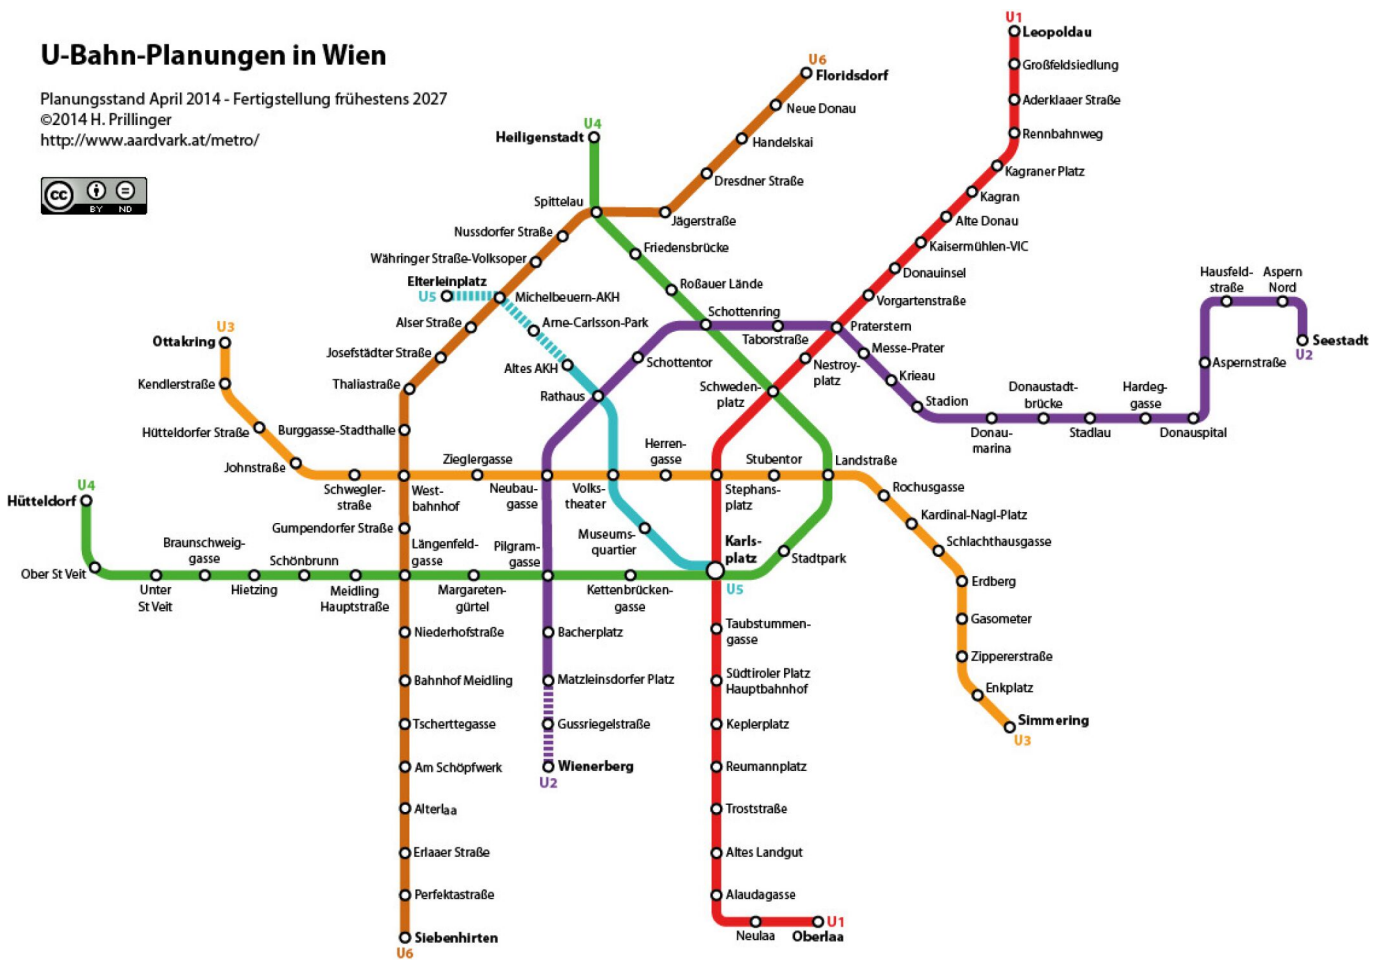 U-Bahn-Planungen in Wien
Planungsstand April 2014 - Fertigstellung frühestens 2027
©2014 H. Prillinger
http://www.aardvark.at/metro/
cc
BY ND
U1
Leopoldau
Großfeldsiedlung
Aderklaaer Straße
Rennbahnweg
Kagraner Platz
Kagran
Alte Donau
Kaisermühlen-VIC
Donauinsel
Vorgartenstraße
Praterstern
Nestroy-
platz
Schweden-
platz
Stephans-
platz
Karls-
platz
U5
Taubstummen-
gasse
Südtiroler Platz
Hauptbahnhof
Keplerplatz
Reumannplatz
Troststraße
Altes Landgut
Alaudagasse
Neulaa
Oberlaa
U1
U6
Floridsdorf
Neue Donau
Handelskai
Dresdner Straße
Jägerstraße
Spittelau
Nussdorfer Straße
Währinger Straße-Volksoper
Michelbeuern-AKH
Alser Straße
Josefstädter Straße
Thaliastraße
Burggasse-Stadthalle
West-
bahnhof
Gumpendorfer Straße
Längenfeld-
gasse
Niederhofstraße
Bahnhof Meidling
Tscherttegasse
Am Schöpfwerk
Alterlaa
Erlaaer Straße
Perfektastraße
Siebenhirten
U6
U4
Heiligenstadt
Friedensbrücke
Roßauer Lände
Schottenring
Landstraße
Stadtpark
Kettenbrücken-
gasse
Pilgram-
gasse
Margareten-
gürtel
Meidling
Hauptstraße
Schönbrunn
Hietzing
Braunschweig-
gasse
Unter
St Veit
Ober St Veit
Hütteldorf
U4
Elterleinplatz
U5
Arne-Carlsson-Park
Altes AKH
Rathaus
Volks-
theater
Museums-
quartier
U3
Ottakring
Kendlerstraße
Hütteldorfer Straße
Johnstraße
Schwegler-
straße
Zieglergasse
Neubau-
gasse
Herren-
gasse
Stubentor
Rochusgasse
Kardinal-Nagl-Platz
Schlachthausgasse
Erdberg
Gasometer
Zippererstraße
Enkplatz
Simmering
U3
Hausfeld-
straße
Aspern
Nord
Seestadt
U2
Aspernstraße
Donauspital
Hardeg-
gasse
Stadlau
Donaustadt-
brücke
Donau-
marina
Stadion
Krieau
Messe-Prater
Taborstraße
Schottentor
Bacherplatz
Matzleinsdorfer Platz
Gussriegelstraße
Wienerberg
U2